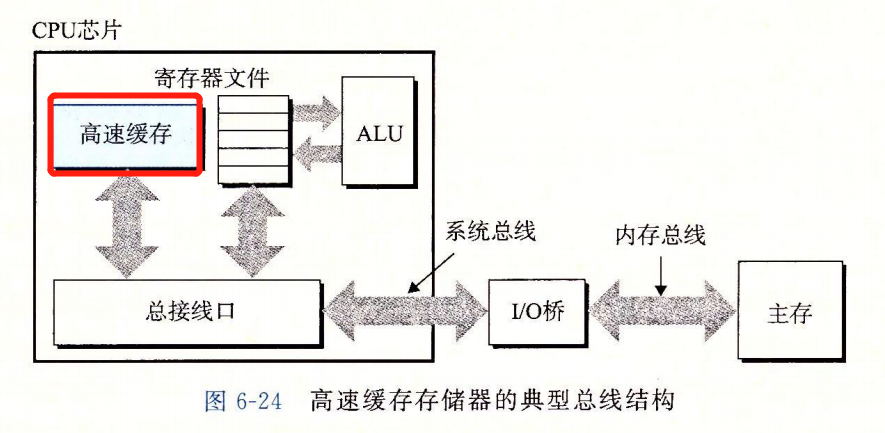 CPU芯片
寄存器文件
高速缓存
ALU
系统总线
内存总线
总接线口
I/O桥
主存
图 6-24 高速缓存存储器的典型总线结构